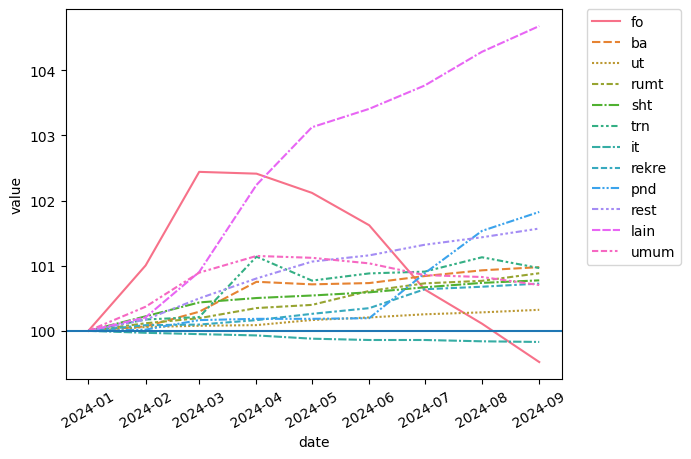 104
103
102
101
100
value
2024-01
2024-02
2024-03
2024-04
2024-05
2024-06
2024-07
2024-08
2024-09
date
fo
ba
ut
rumt
sht
trn
it
rekre
pnd
rest
lain
umum